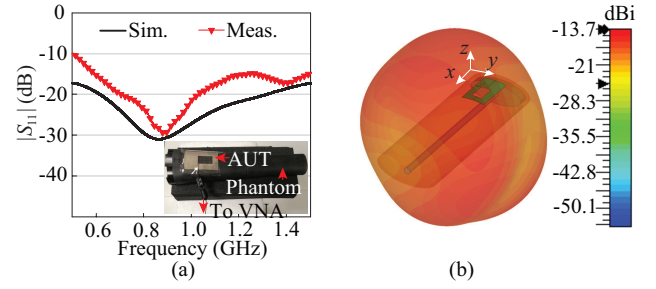 (a)
0
-10
-20
-30
-40
|S11| (dB)
Sim.
Meas.
AUT
Phantom
To VNA
0.6 0.8 1.0 1.2 1.4
Frequency (GHz)
(a)
z
y
x
(b)
dBi
-13.7
-21.1
-28.3
-35.5
-42.8
-50.1